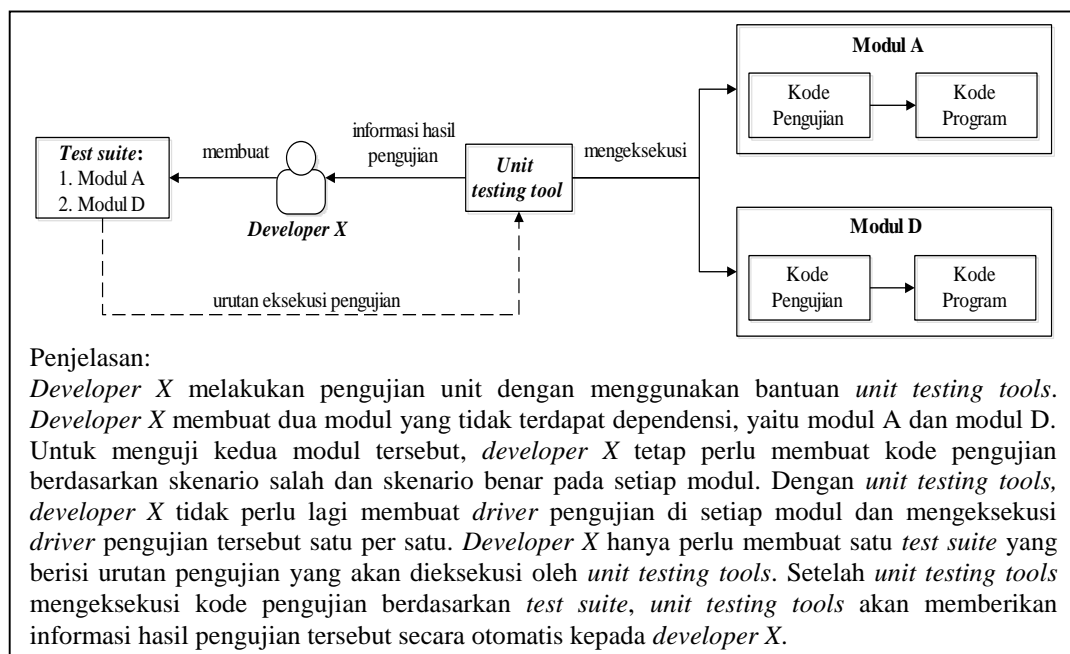 Modul A
Kode
Pengujian
Kode
Program
informasi hasil
pengujian
membuat
mengeksekusi
Test suite:
1. Modul A
2. Modul D
Unit
testing tool
Developer X
Modul D
Kode
Pengujian
Kode
Program
urutan eksekusi pengujian
Penjelasan:
Developer X melakukan pengujian unit dengan menggunakan bantuan unit testing tools.
Developer X membuat dua modul yang tidak terdapat dependensi, yaitu modul A dan modul D.
Untuk menguji kedua modul tersebut, developer X tetap perlu membuat kode pengujian
berdasarkan skenario salah dan skenario benar pada setiap modul. Dengan unit testing tools,
developer X tidak perlu lagi membuat driver pengujian di setiap modul dan mengeksekusi
driver pengujian tersebut satu per satu. Developer X hanya perlu membuat satu test suite yang
berisi urutan pengujian yang akan dieksekusi oleh unit testing tools. Setelah unit testing tools
mengeksekusi kode pengujian berdasarkan test suite, unit testing tools akan memberikan
informasi hasil pengujian tersebut secara otomatis kepada developer X.